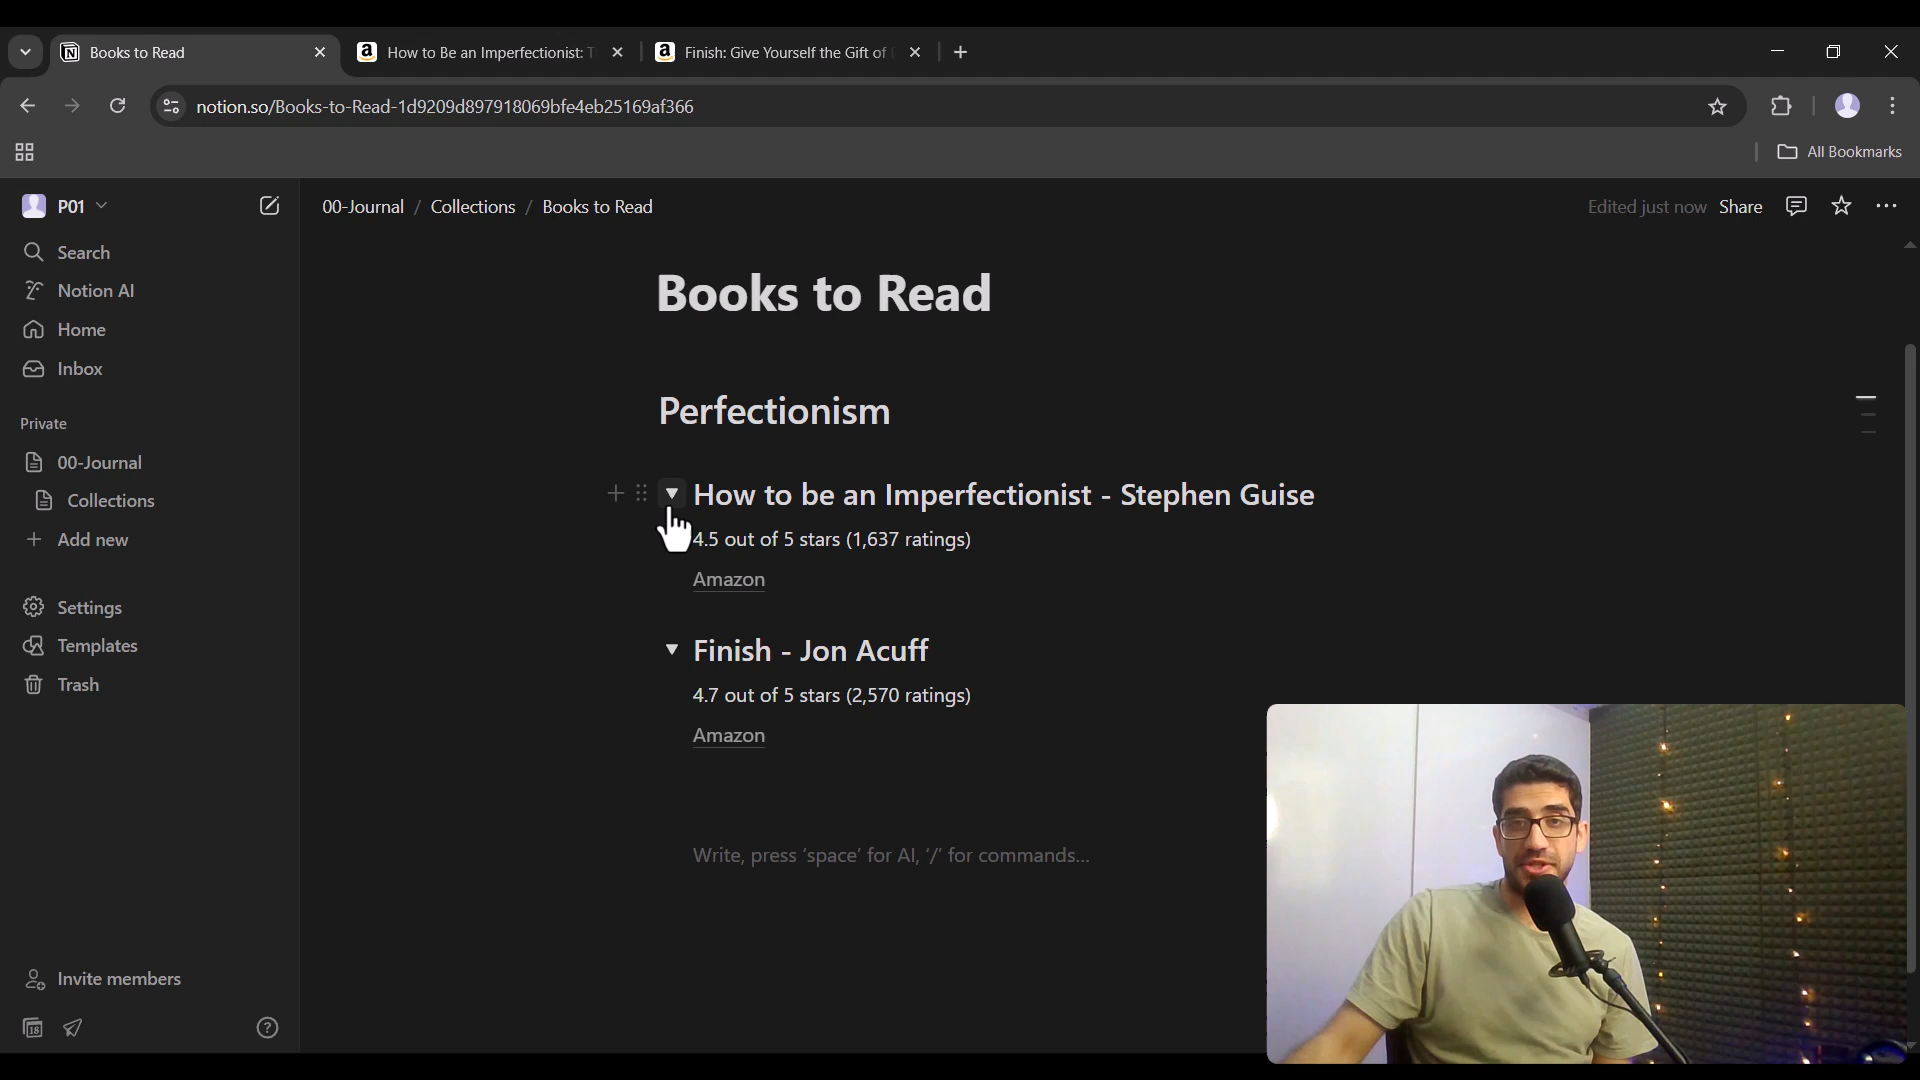 Books to Read
How to Be an Imperfectionist: T
Finish: Give Yourself the Gift of
notion.so/Books-to-Read-1d9209d897918069bfe4eb25169af366
All Bookmarks
P01
00-Journal / Collections / Books to Read
Edited just now
Share
Search
Notion AI
Home
Inbox
Private
00-Journal
Collections
Add new
Settings
Templates
Trash
Invite members
18
Books to Read
Perfectionism
How to be an Imperfectionist - Stephen Guise
4.5 out of 5 stars (1,637 ratings)
Amazon
Finish - Jon Acuff
4.7 out of 5 stars (2,570 ratings)
Amazon
Write, press ‘space’ for AI, ‘/’ for commands...